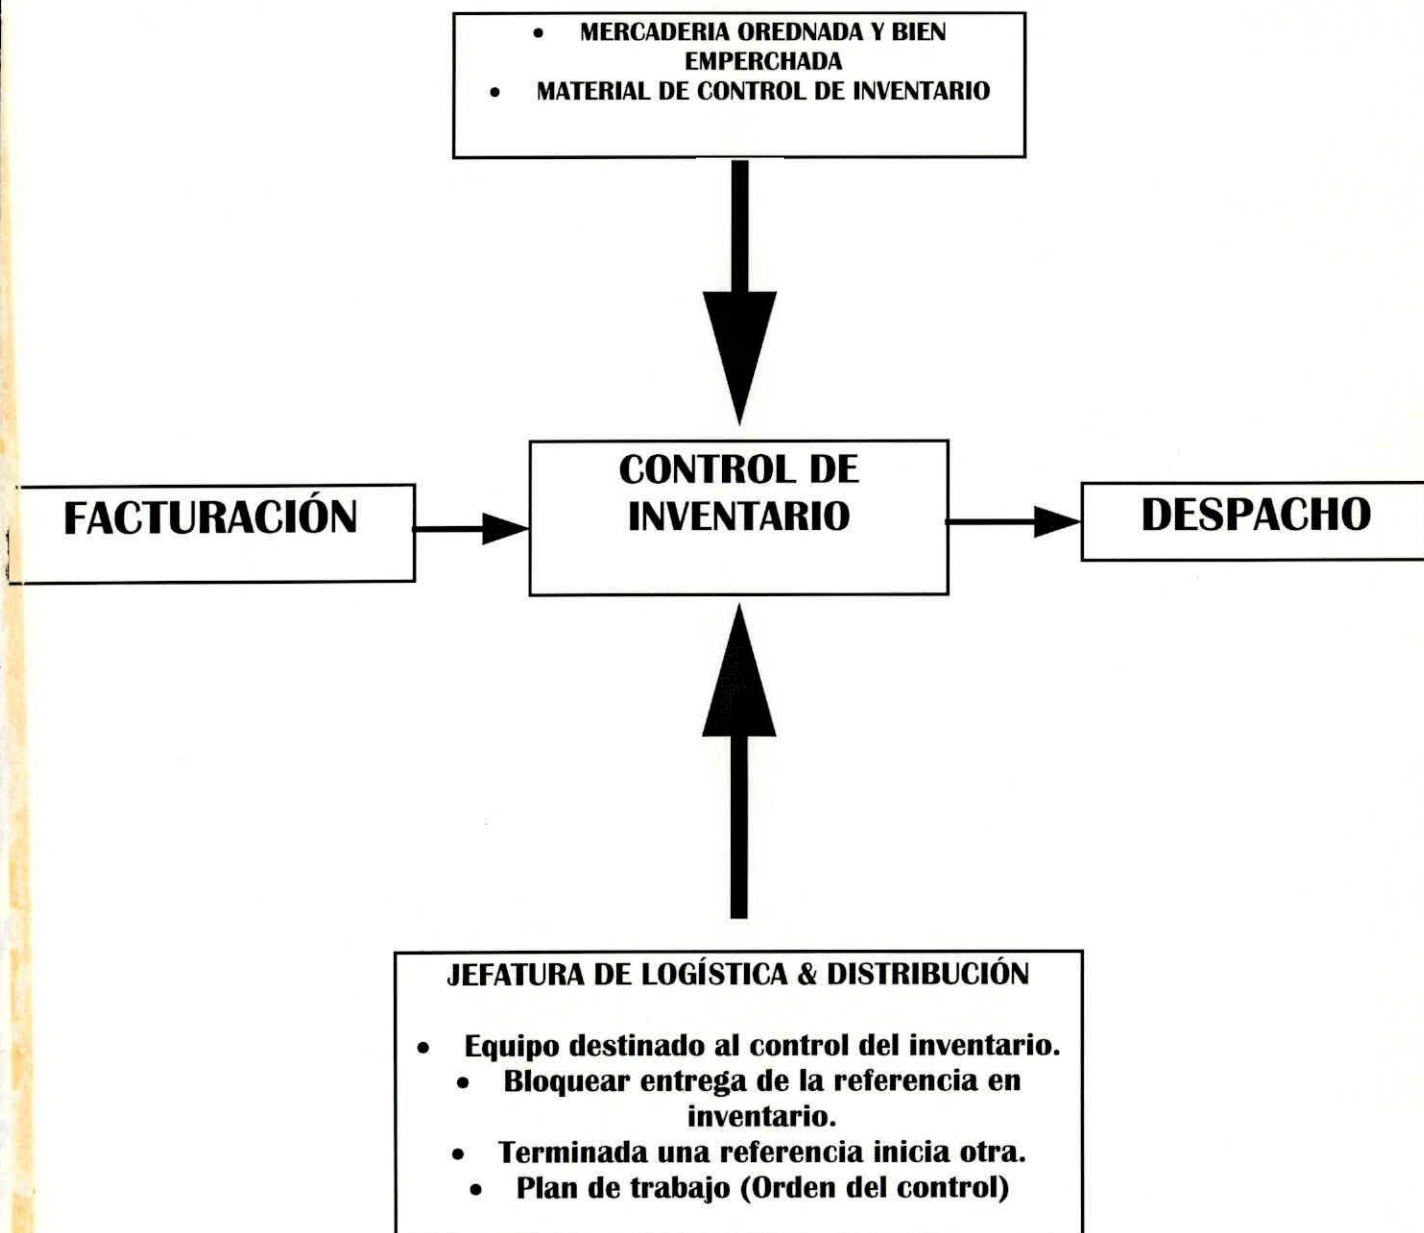 • MERCADERIA OREDNADA Y BIEN
EMPERCHADA
• MATERIAL DE CONTROL DE INVENTARIO
FACTURACIÓN
CONTROL DE
INVENTARIO
DESPACHO
JEFATURA DE LOGÍSTICA & DISTRIBUCIÓN
• Equipo destinado al control del inventario.
• Bloquear entrega de la referencia en
inventario.
• Terminada una referencia inicia otra.
• Plan de trabajo (Orden del control)